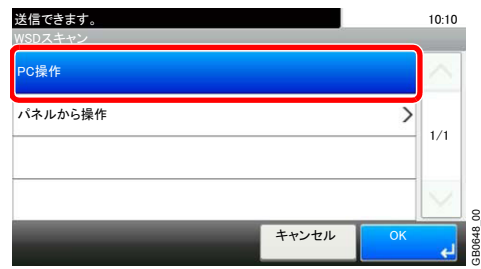 送信できます。 10:10
WSDスキャン
PC操作
パネルから操作
1/1
キャンセル OK
GB0648_00